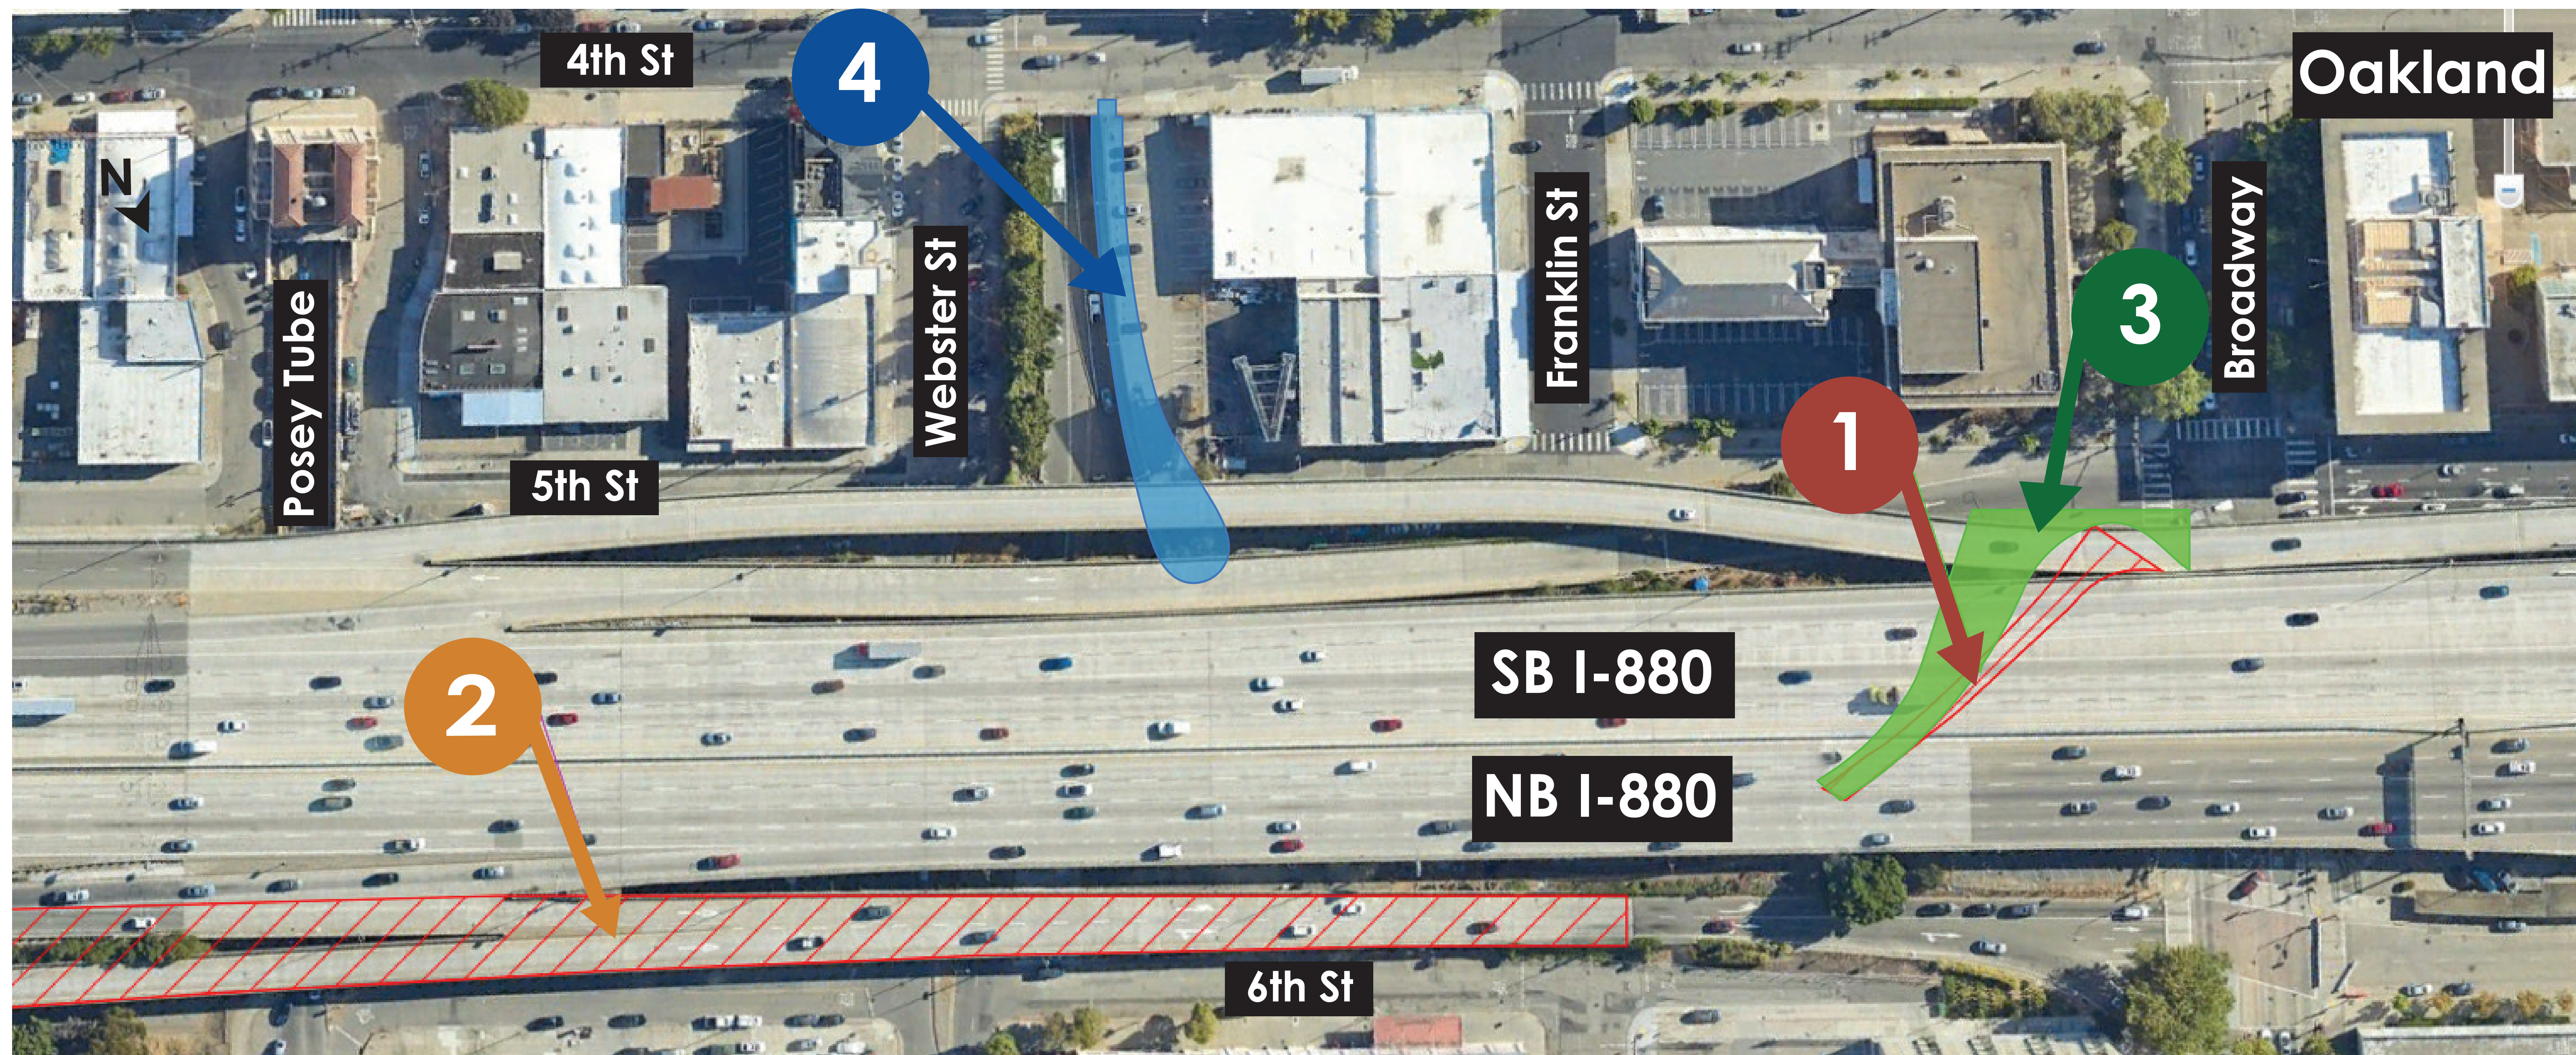 4th St
4
Oakland
N
Posey Tube
Webster St
Franklin St
Broadway
3
1
5th St
2
SB I-880
NB I-880
6th St